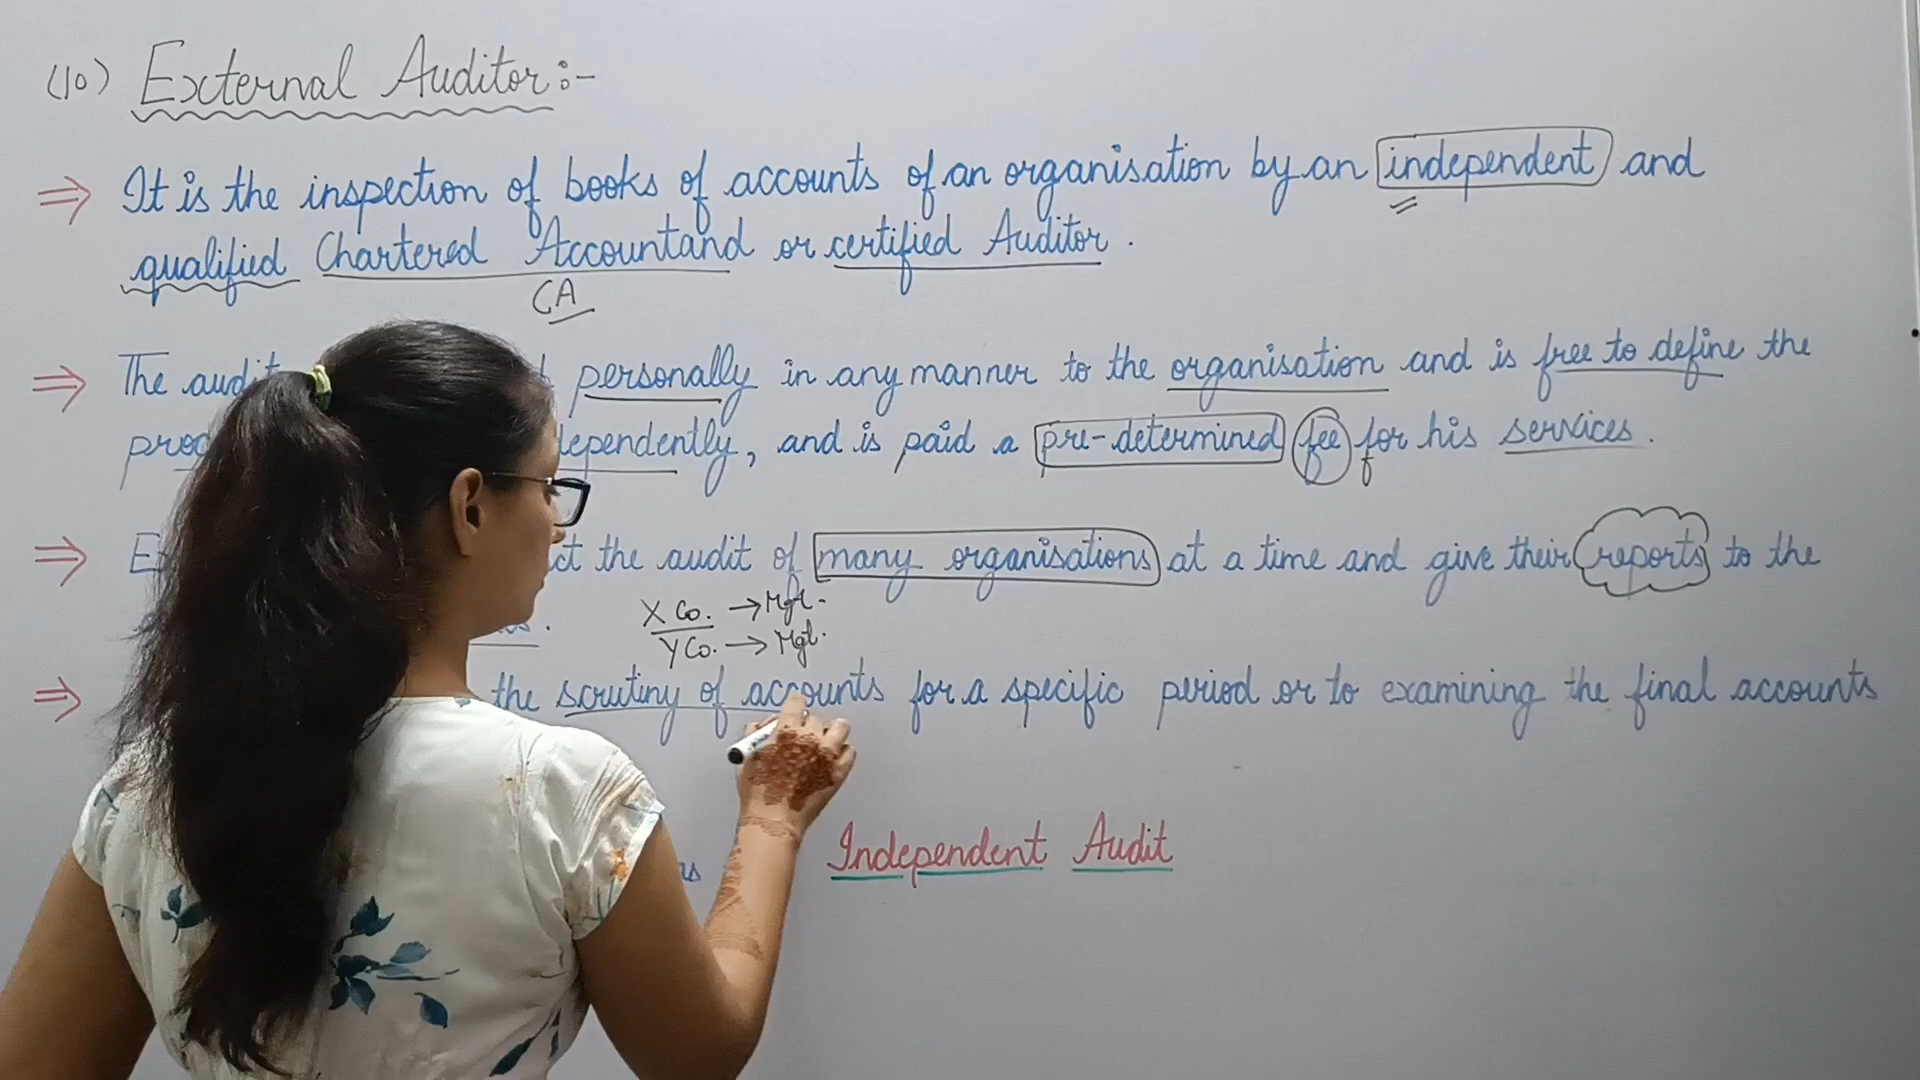 (10) External Auditor:-
⇒ It is the inspection of books of accounts of an organisation by an independent and
qualified Chartered Accountand or certified Auditor.
CA
⇒ The audit personally in any manner to the organisation and is free to define the
dependently, and is paid a pre-determined fee for his services.
⇒ the audit of many organisations at a time and give their reports to the
X Co. → Mgt.
Y Co. → Mgt.
⇒ the scrutiny of accounts for a specific period or to examining the final accounts
as Independent Audit